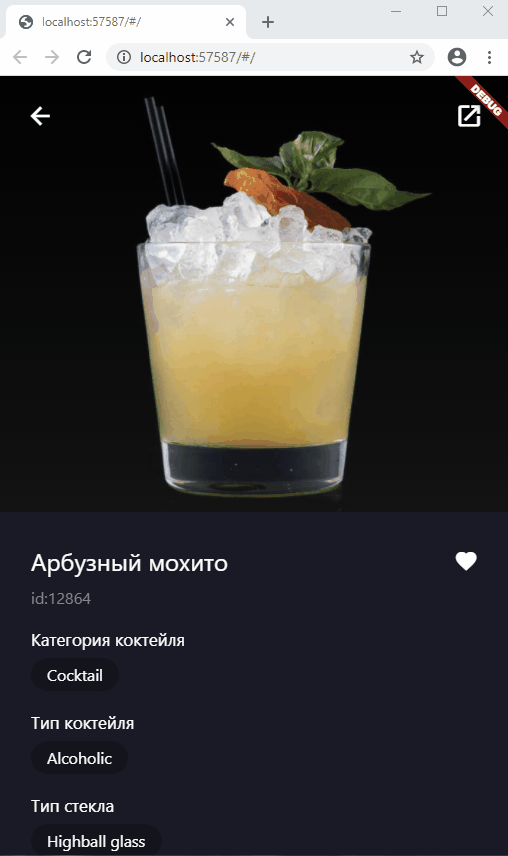 localhost:57587/#/
localhost:57587/#/
DEBUG
Арбузный мохито
id:12864
Категория коктейля
Cocktail
Тип коктейля
Alcoholic
Тип стекла
Highball glass